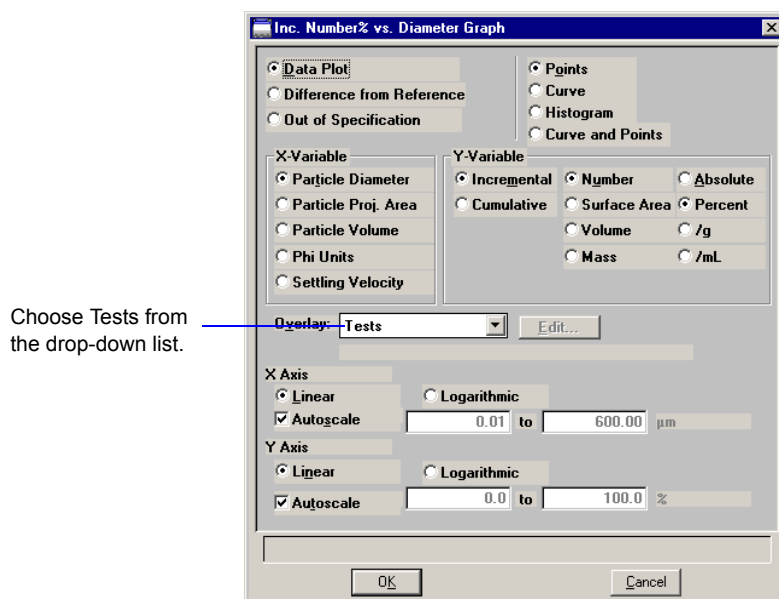 Inc. Number% vs. Diameter Graph
Data Plot
Difference from Reference
Out of Specification
Points
Curve
Histogram
Curve and Points
X-Variable
Particle Diameter
Particle Proj. Area
Particle Volume
Phi Units
Settling Velocity
Y-Variable
Incremental Number Absolute
Cumulative Surface Area Percent
Volume /g
Mass /mL
Choose Tests from
the drop-down list.
Overlay: Tests Edit...
X Axis
Linear Logarithmic
Autoscale 0.01 to 600.00 µm
Y Axis
Linear Logarithmic
Autoscale 0.0 to 100.0 %
OK Cancel